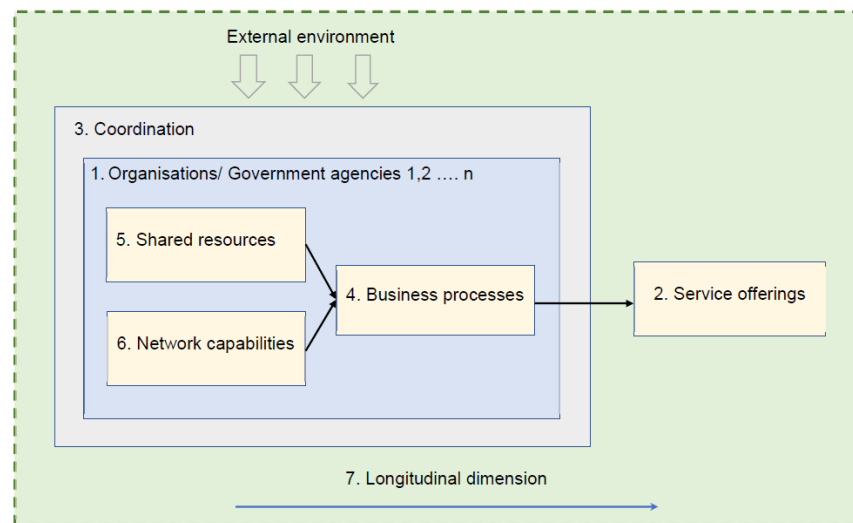 External environment
3. Coordination
1. Organisations/ Government agencies 1,2 .... n
5. Shared resources
4. Business processes
2. Service offerings
6. Network capabilities
7. Longitudinal dimension